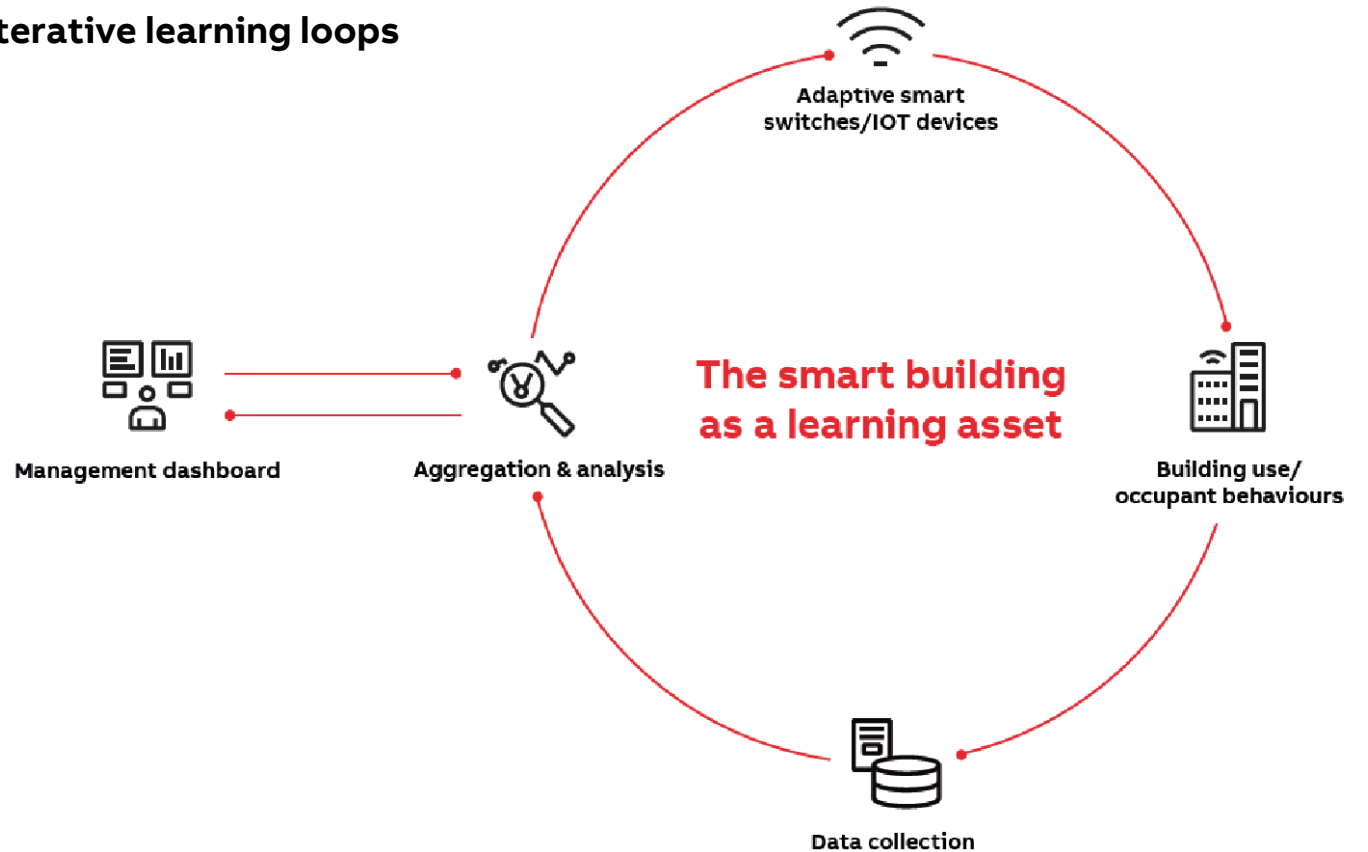 terative learning loops
Adaptive smart
switches/IOT devices
The smart building
as a learning asset
Management dashboard
Aggregation & analysis
Building use/
occupant behaviours
Data collection